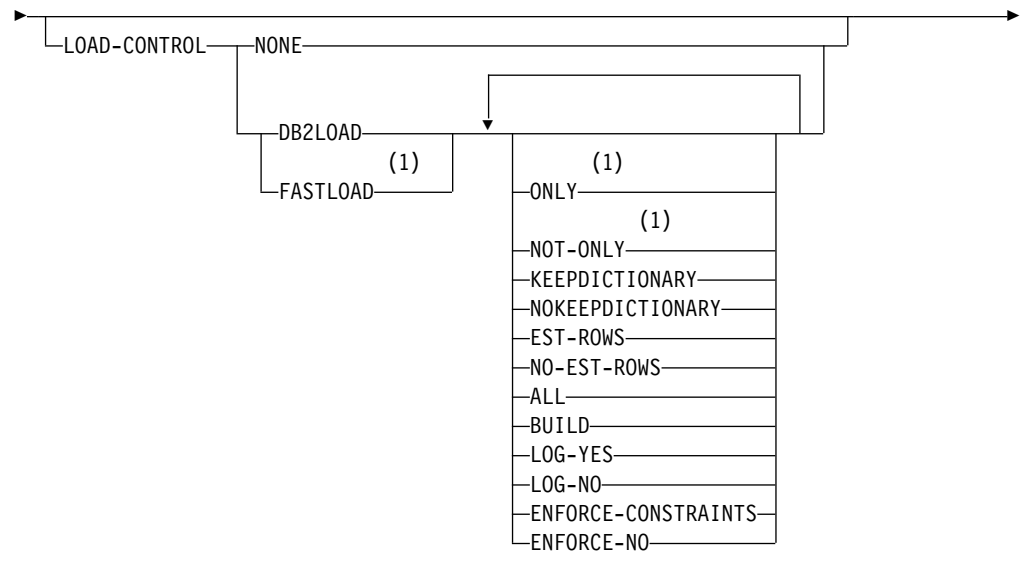 LOAD-CONTROL NONE
DB2LOAD
(1) (1)
FASTLOAD ONLY
(1)
NOT-ONLY
KEEPDICTIONARY
NOKEEPDICTIONARY
EST-ROWS
NO-EST-ROWS
ALL
BUILD
LOG-YES
LOG-NO
ENFORCE-CONSTRAINTS
ENFORCE-NO